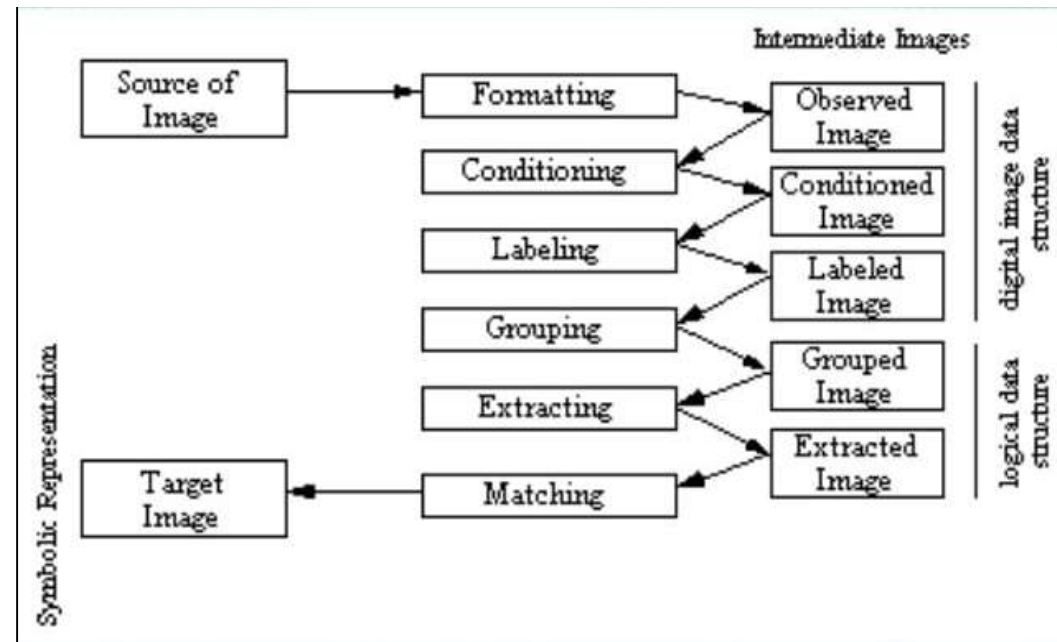 Intermediate Images
Source of
Image
Formatting
Observed
Image
Conditioning
Conditioned
Image
Labeling
Labeled
Image
Grouping
Grouped
Image
Extracting
Extracted
Image
Matching
Target
Image
digital image data
structure
logical data
structure
Symbolic Representation